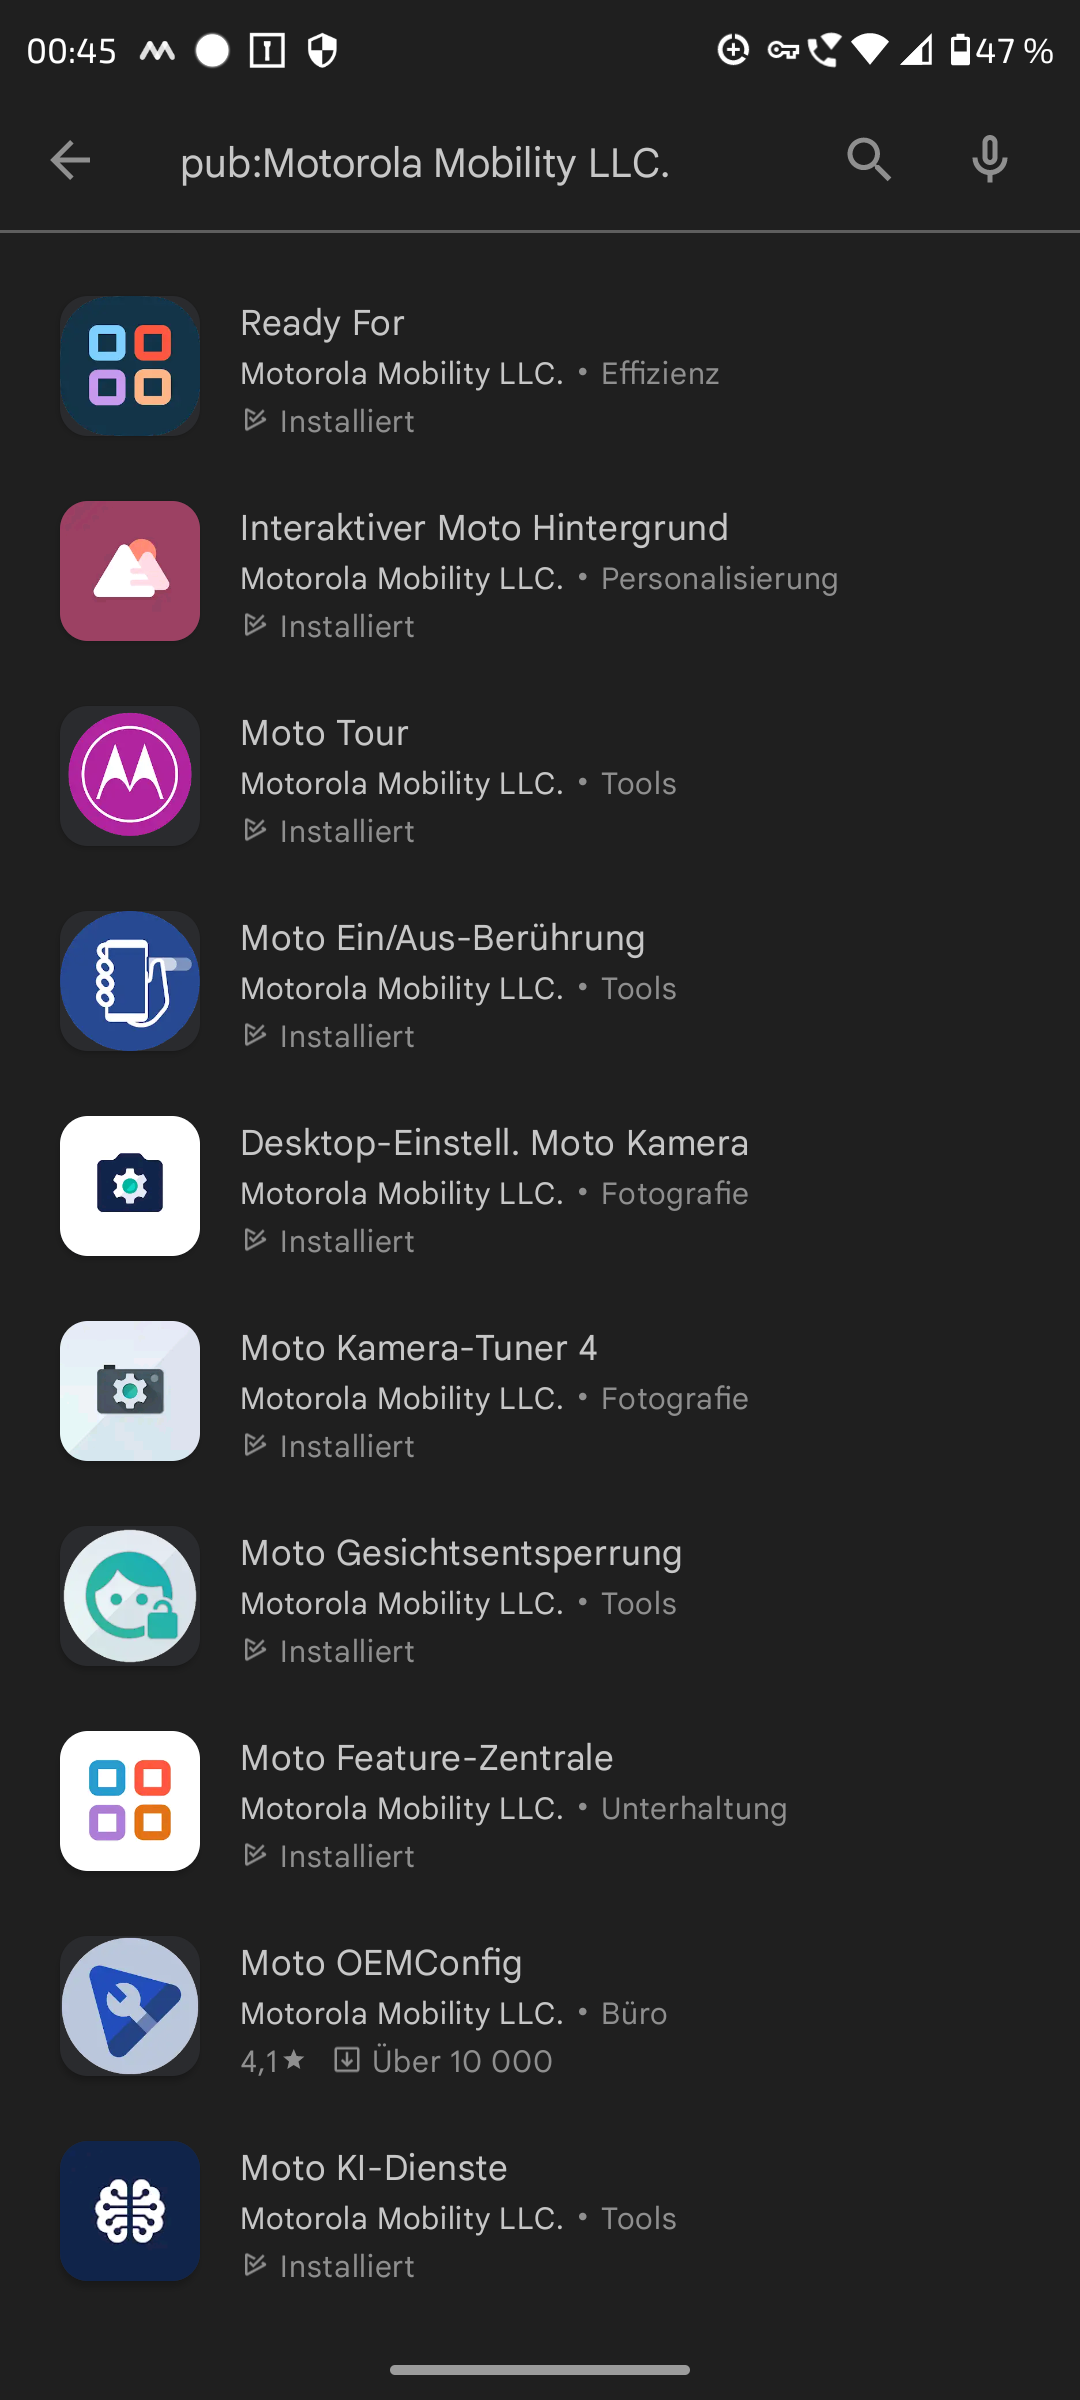 00:45
47 %
pub:Motorola Mobility LLC.
Ready For
Motorola Mobility LLC. • Effizienz
Installiert
Interaktiver Moto Hintergrund
Motorola Mobility LLC. • Personalisierung
Installiert
Moto Tour
Motorola Mobility LLC. • Tools
Installiert
Moto Ein/Aus-Berührung
Motorola Mobility LLC. • Tools
Installiert
Desktop-Einstell. Moto Kamera
Motorola Mobility LLC. • Fotografie
Installiert
Moto Kamera-Tuner 4
Motorola Mobility LLC. • Fotografie
Installiert
Moto Gesichtsentsperrung
Motorola Mobility LLC. • Tools
Installiert
Moto Feature-Zentrale
Motorola Mobility LLC. • Unterhaltung
Installiert
Moto OEMConfig
Motorola Mobility LLC. • Büro
4,1★ Über 10 000
Moto KI-Dienste
Motorola Mobility LLC. • Tools
Installiert